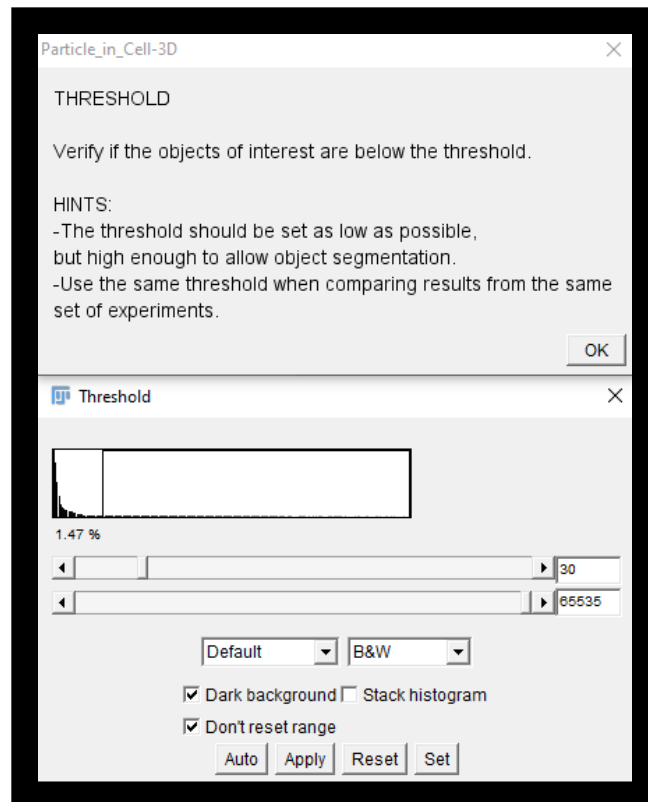 Particle_in_Cell-3D
THRESHOLD
Verify if the objects of interest are below the threshold.
HINTS:
-The threshold should be set as low as possible,
but high enough to allow object segmentation.
-Use the same threshold when comparing results from the same
set of experiments.
OK
Threshold
1.47 %
30
65535
Default B&W
Dark background Stack histogram
Don't reset range
Auto Apply Reset Set